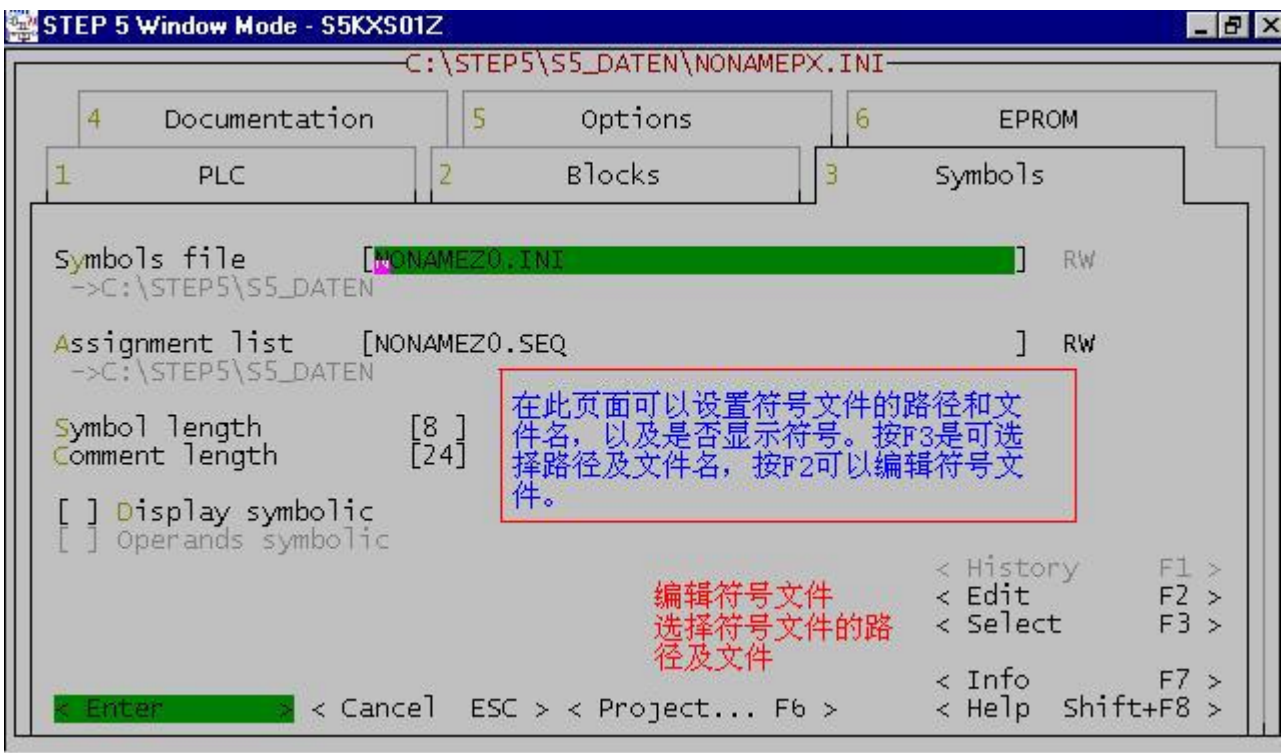 STEP 5 Window Mode - S5KXS01Z
C:\STEP5\S5_DATEN\NONAMEPX.INI
4 Documentation 5 Options 6 EPROM
1 PLC 2 Blocks 3 Symbols
Symbols file [NONAMEZ0.INI ] RW
->C:\STEP5\S5_DATEN
Assignment list [NONAMEZ0.SEQ ] RW
->C:\STEP5\S5_DATEN
在此页面可以设置符号文件的路径和文
件名，以及是否显示符号。按F3是可选
择路径及文件名，按F2可以编辑符号文
件。
Symbol length [8 ]
Comment length [24]
[ ] Display symbolic
[ ] Operands symbolic
< History F1 >
编辑符号文件 < Edit F2 >
选择符号文件的路 < Select F3 >
径及文件
< Info F7 >
< Enter > < Cancel ESC > < Project... F6 > < Help Shift+F8 >